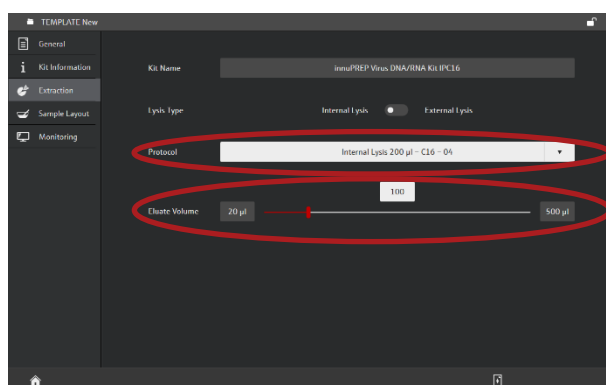 TEMPLATE New
General
Kit Information
Extraction
Sample Layout
Monitoring
Kit Name innuPREP Virus DNA/RNA Kit IPC16
Lysis Type Internal Lysis External Lysis
Protocol Internal Lysis 200 µl – C16 – 04
100
Eluate Volume 20 µl 500 µl